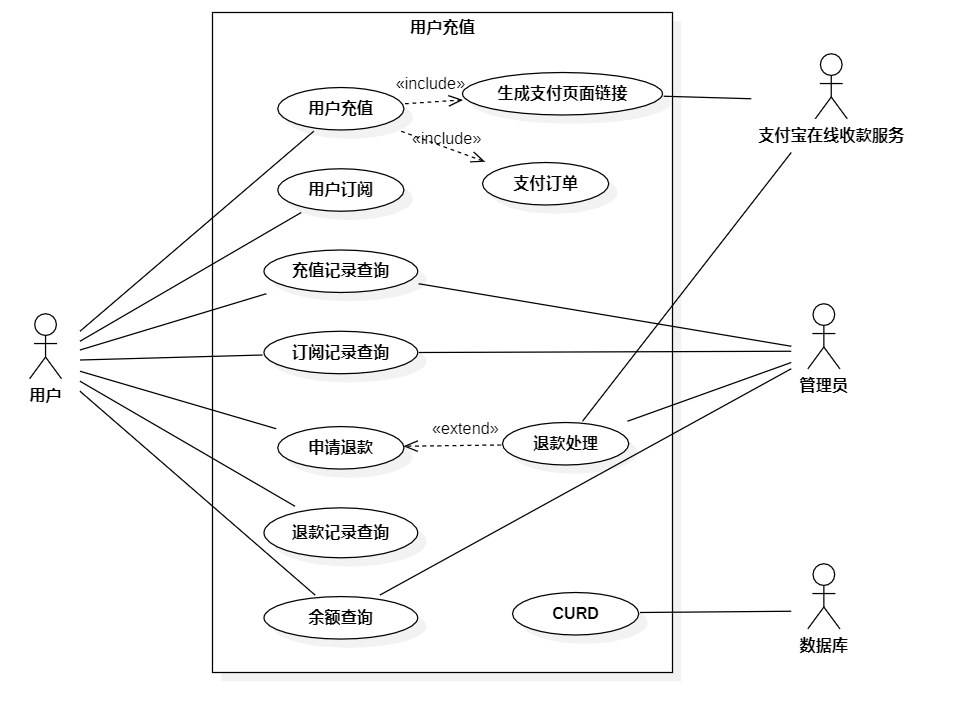 用户充值
«include»
生成支付页面链接
用户充值
«include»
支付宝在线收款服务
支付订单
用户订阅
充值记录查询
订阅记录查询
管理员
用户
«extend»
申请退款
退款处理
退款记录查询
余额查询
CURD
数据库